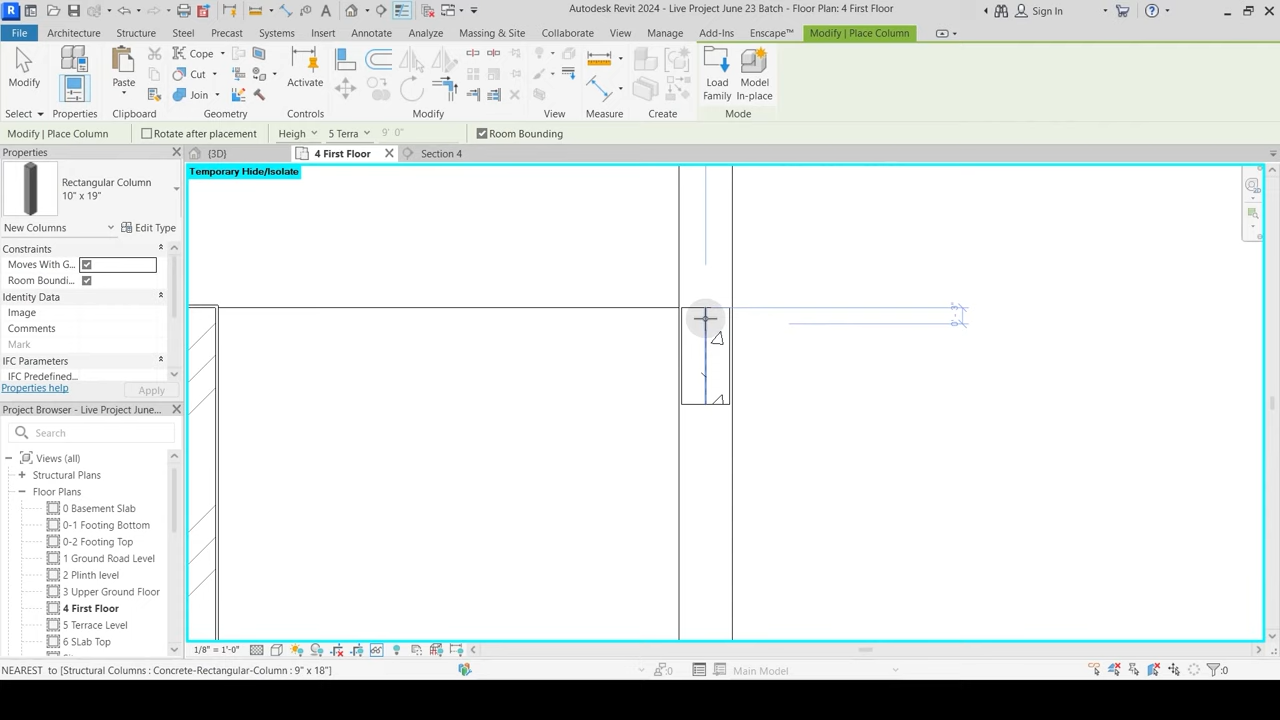 Autodesk Revit 2024 - Live Project June 23 Batch - Floor Plan: 4 First Floor
Sign In
File Architecture Structure Steel Precast Systems Insert Annotate Analyze Massing & Site Collaborate View Manage Add-Ins Enscape™ Modify | Place Column
Modify
Paste
Cope
Cut
Join
Activate
Load Family
Model In-place
Select Properties Clipboard Geometry Controls Modify View Measure Create Mode
Modify | Place Column Rotate after placement Heigh 5 Terra 9' 0" Room Bounding
Properties
{3D} 4 First Floor Section 4
Temporary Hide/Isolate
Rectangular Column
10" x 19"
New Columns Edit Type
Constraints
Moves With G...
Room Boundi...
Identity Data
Image
Comments
Mark
IFC Parameters
IFC Predefined...
Properties help Apply
0' - 3"
Project Browser - Live Project June...
Search
Views (all)
Structural Plans
Floor Plans
0 Basement Slab
0-1 Footing Bottom
0-2 Footing Top
1 Ground Road Level
2 Plinth level
3 Upper Ground Floor
4 First Floor
5 Terrace Level
6 SLab Top
1/8" = 1'-0"
NEAREST to [Structural Columns : Concrete-Rectangular-Column : 9" x 18"] :0 Main Model :0